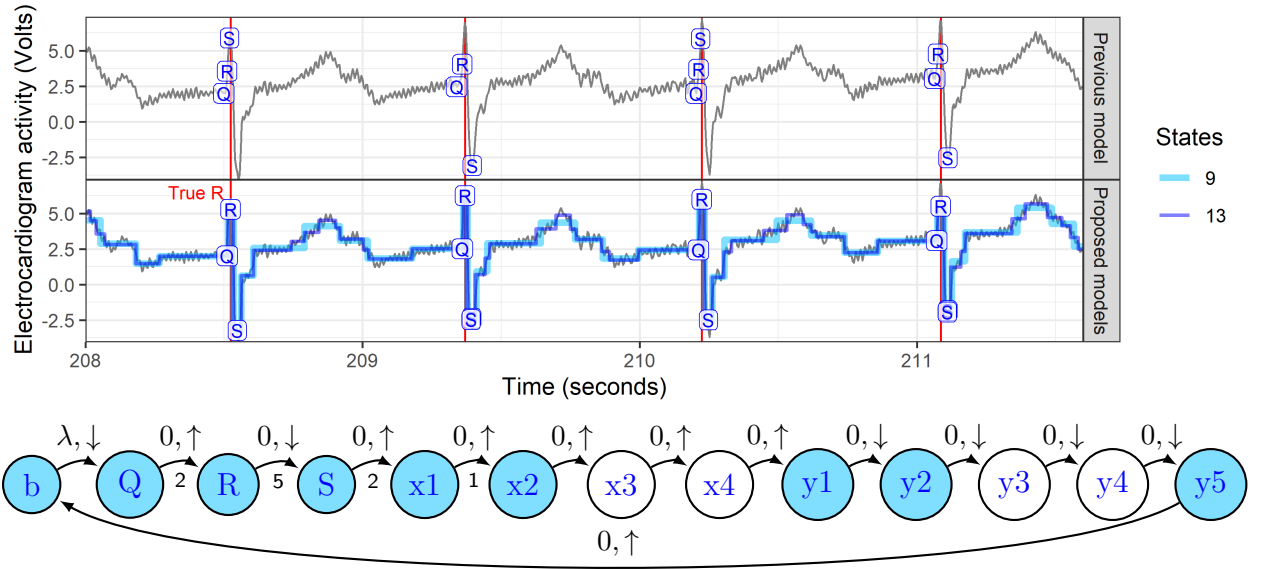 Electrocardiogram activity (Volts)
5.0
2.5
0.0
-2.5
S
R
Q
R
Q
S
S
R
Q
R
Q
S
Previous model
True R
5.0
2.5
0.0
-2.5
R
Q
S
R
Q
S
R
Q
S
R
Q
S
Proposed models
208
209
210
211
Time (seconds)
States
9
13
λ,↓ 0,↑ 0,↓ 0,↑ 0,↑ 0,↑ 0,↑ 0,↑ 0,↓ 0,↓ 0,↓ 0,↓
b Q R S x1 x2 x3 x4 y1 y2 y3 y4 y5
2 5 2 1
0,↑